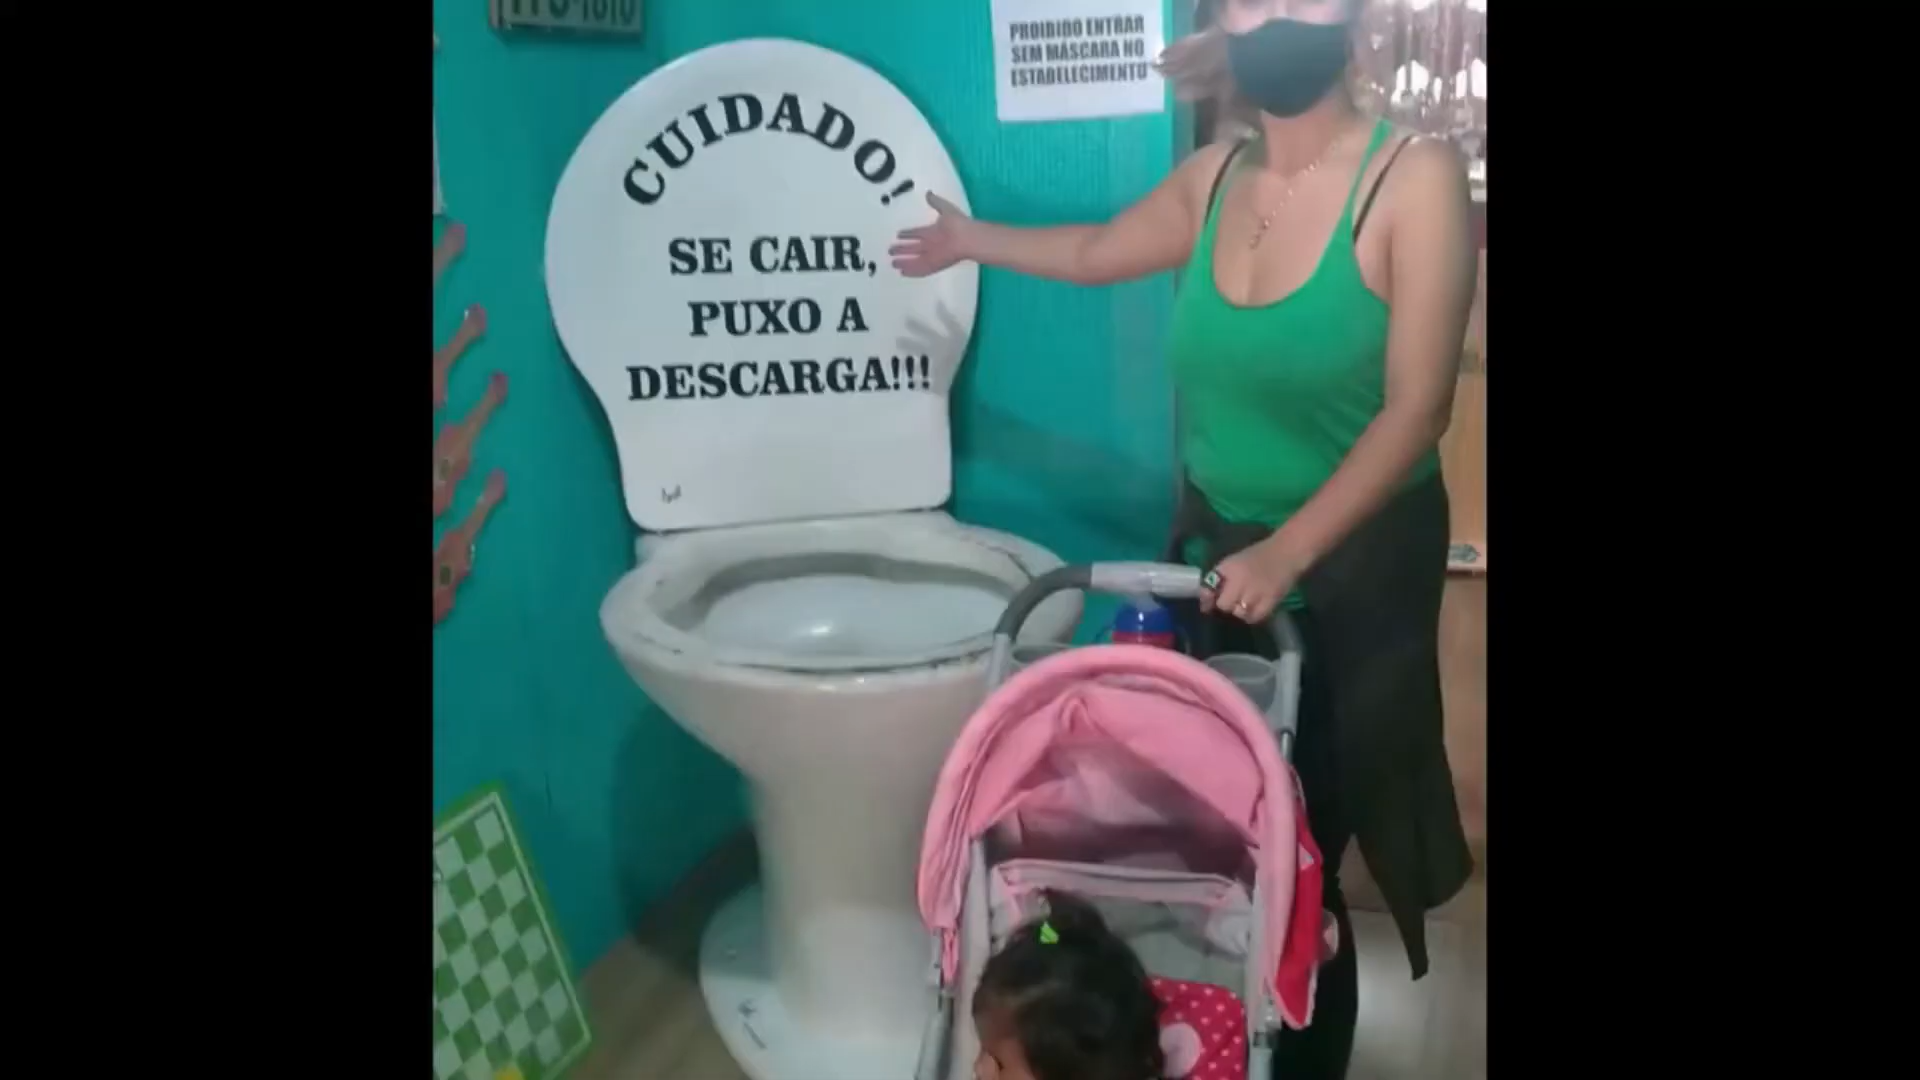 PROIBIDO ENTRAR
SEM MÁSCARA NO
ESTABELECIMENTO
CUIDADO!
SE CAIR,
PUXO A
DESCARGA!!!